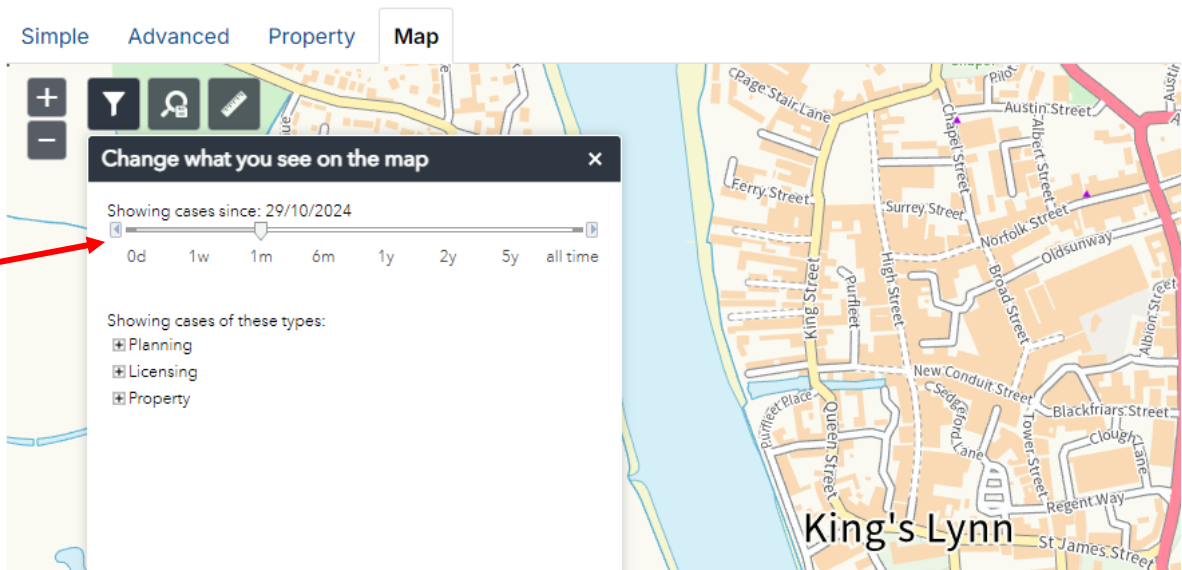 Simple Advanced Property Map
Change what you see on the map ×
Showing cases since: 29/10/2024
0d 1w 1m 6m 1y 2y 5y all time
Showing cases of these types:
Planning
Licensing
Property
Page Stair Lane
Pilot
Austin Street
Austin
Chapel Street
Albert Street
Ferry Street
Surrey Street
Norfolk Street
Oldsunway
King Street
Purfleet
High Street
Broad Street
Albion Street
New Conduit Street
Sedgeford Lane
Blackfriars Street
Purfleet Place
Queen Street
Tower Street
Clough Lane
Regent Way
King's Lynn
St James Street